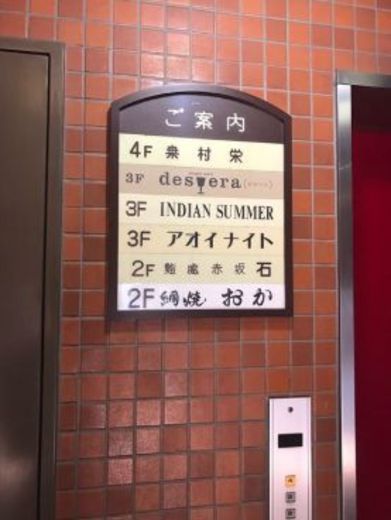 ご案内
4F 桒村栄
3F desvera
3F INDIAN SUMMER
3F アオイナイト
2F 鮨處 赤坂 石
2F 網焼 おか